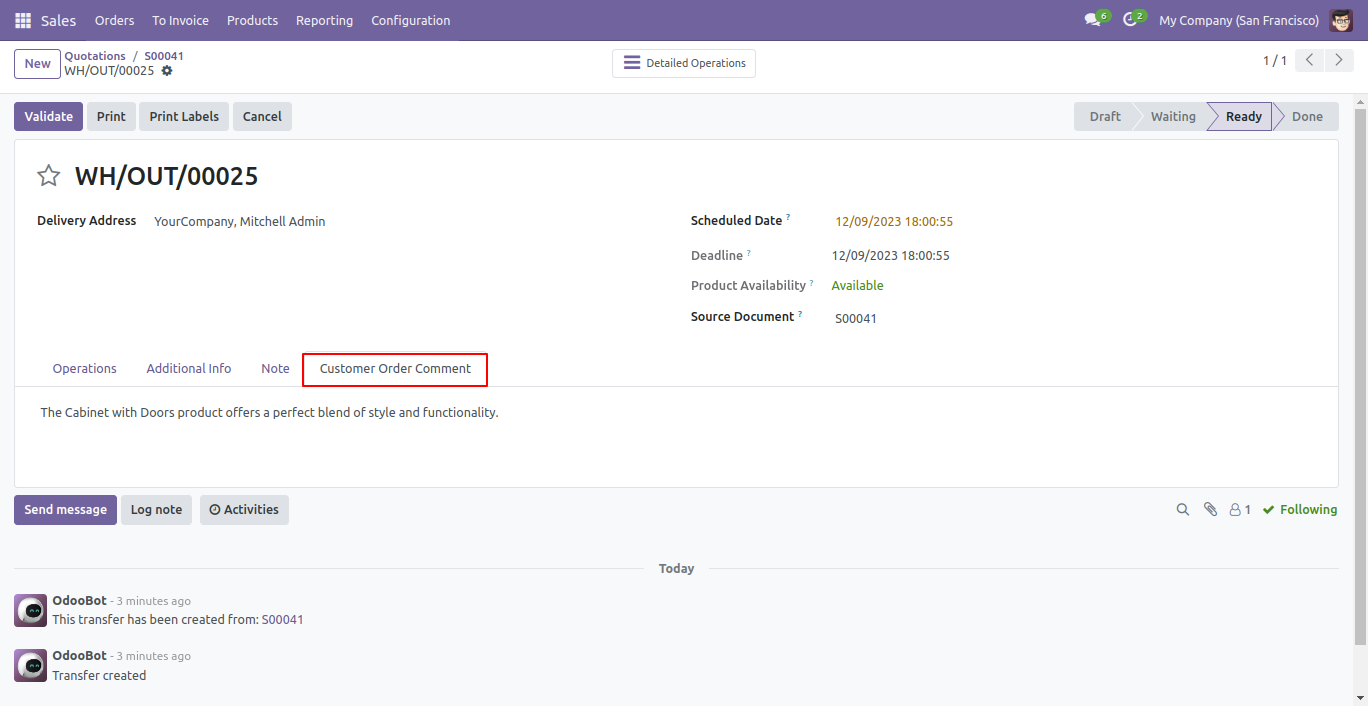 Sales Orders To Invoice Products Reporting Configuration 6 2 My Company (San Francisco)
New Quotations / S00041
WH/OUT/00025
Detailed Operations
1 / 1
Validate Print Print Labels Cancel Draft Waiting Ready Done
WH/OUT/00025
Delivery Address YourCompany, Mitchell Admin
Scheduled Date ? 12/09/2023 18:00:55
Deadline ? 12/09/2023 18:00:55
Product Availability ? Available
Source Document ? S00041
Operations Additional Info Note Customer Order Comment
The Cabinet with Doors product offers a perfect blend of style and functionality.
Send message Log note Activities 1 Following
Today
OdooBot - 3 minutes ago
This transfer has been created from: S00041
OdooBot - 3 minutes ago
Transfer created